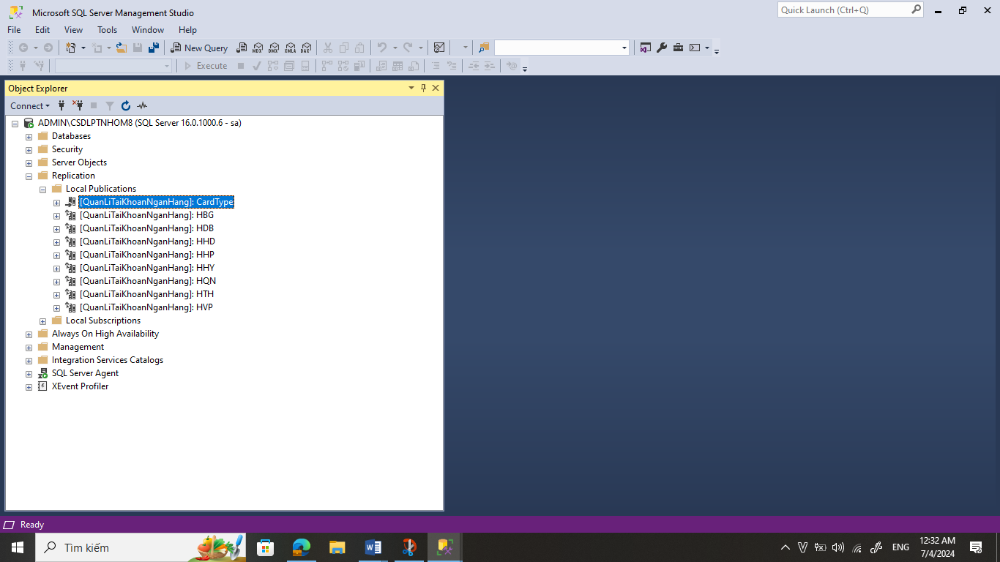 Microsoft SQL Server Management Studio
Quick Launch (Ctrl+Q)
File Edit View Tools Window Help
New Query MDX DMX XMLA DAX
Execute
Object Explorer
Connect
ADMIN\CSDLPTNHOM8 (SQL Server 16.0.1000.6 - sa)
Databases
Security
Server Objects
Replication
Local Publications
[QuanLiTaiKhoanNganHang]: CardType
[QuanLiTaiKhoanNganHang]: HBG
[QuanLiTaiKhoanNganHang]: HDB
[QuanLiTaiKhoanNganHang]: HHD
[QuanLiTaiKhoanNganHang]: HHP
[QuanLiTaiKhoanNganHang]: HHY
[QuanLiTaiKhoanNganHang]: HQN
[QuanLiTaiKhoanNganHang]: HTH
[QuanLiTaiKhoanNganHang]: HVP
Local Subscriptions
Always On High Availability
Management
Integration Services Catalogs
SQL Server Agent
XEvent Profiler
Ready
Tìm kiếm
ENG
12:32 AM
7/4/2024